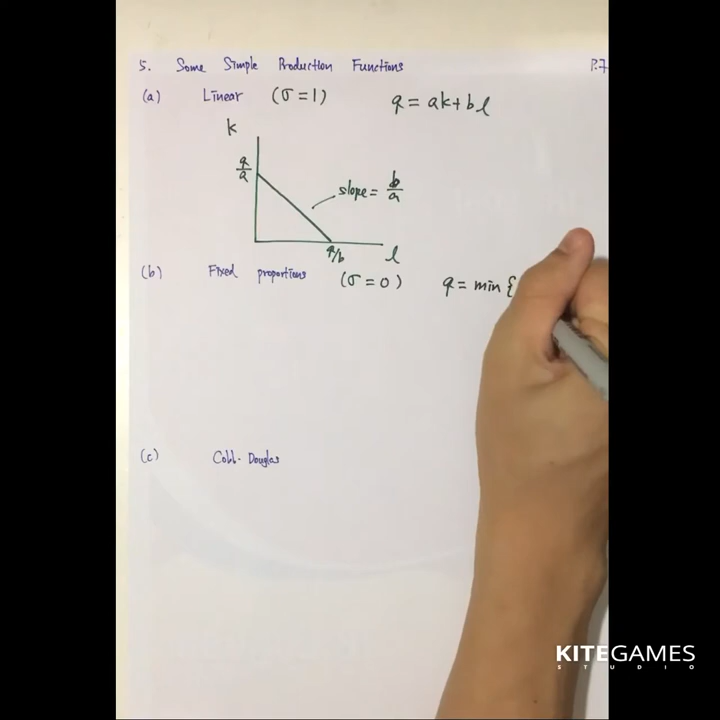 5. Some Simple Production Functions P.7
(a) Linear (σ=1) q = ak+bl
k
q/a
slope = b/a
q/b
l
(b) Fixed proportions (σ=0) q = min {
(c) Cobb-Douglas
KITEGAMES
STUDIO